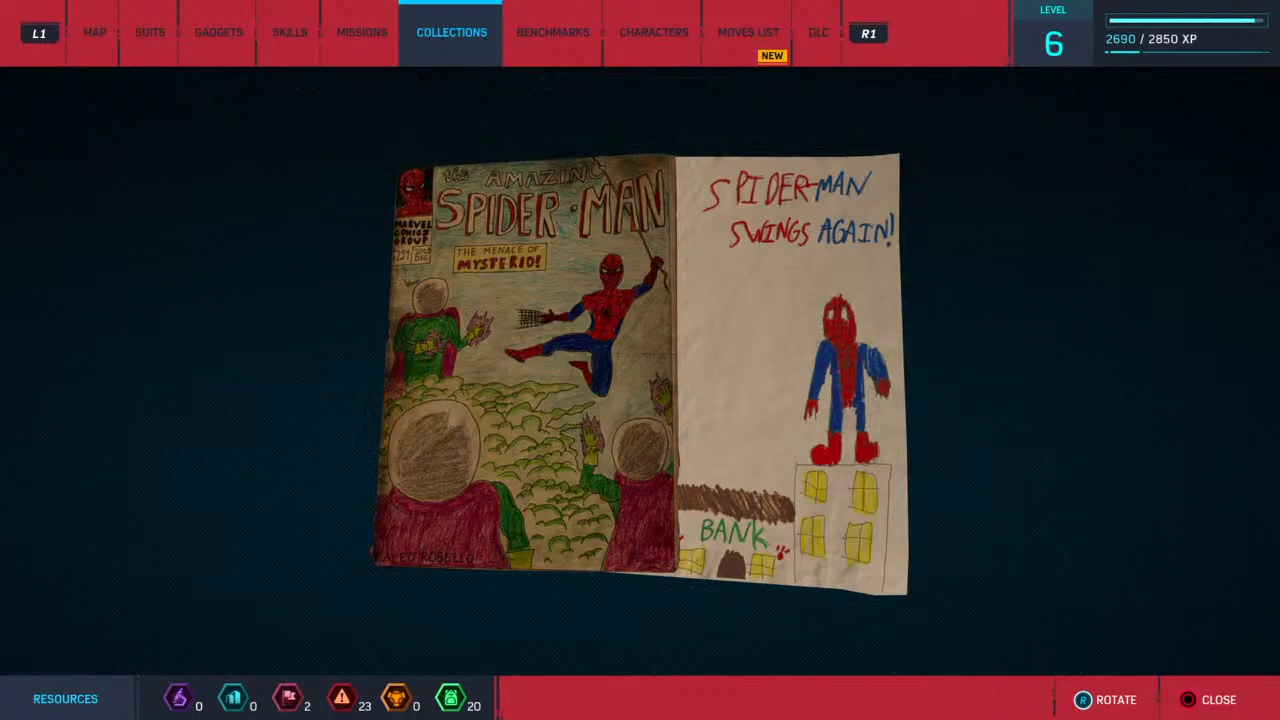 L1 MAP SUITS GADGETS SKILLS MISSIONS COLLECTIONS BENCHMARKS CHARACTERS MOVES LIST DLC R1
NEW
LEVEL
6
2690 / 2850 XP
the AMAZING
SPIDER-MAN
MARVEL
COMICS
GROUP
THE MENACE OF
MYSTERIO!
SPIDER-MAN
SWINGS AGAIN!
BANK
RESOURCES 0 0 2 23 0 20
R ROTATE CLOSE